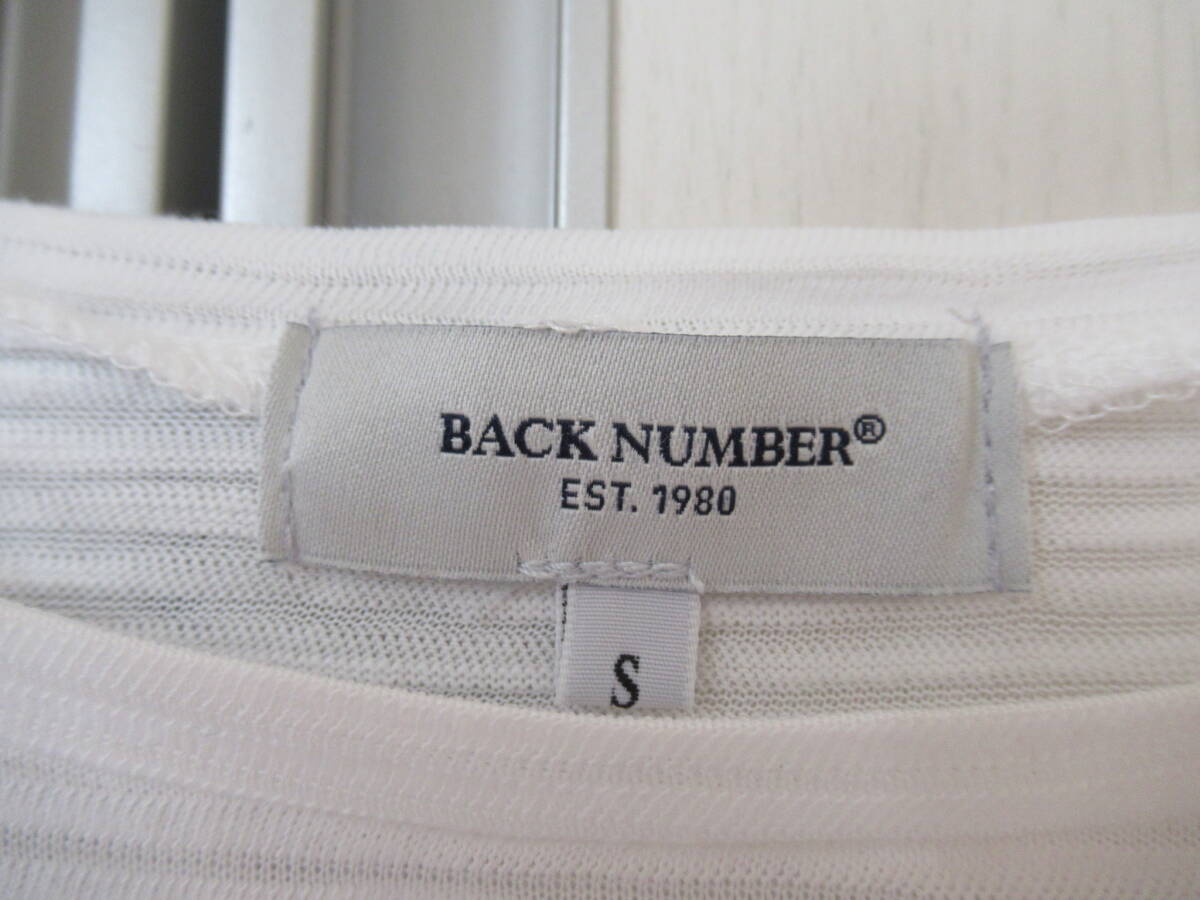 BACK NUMBER®
EST. 1980
S